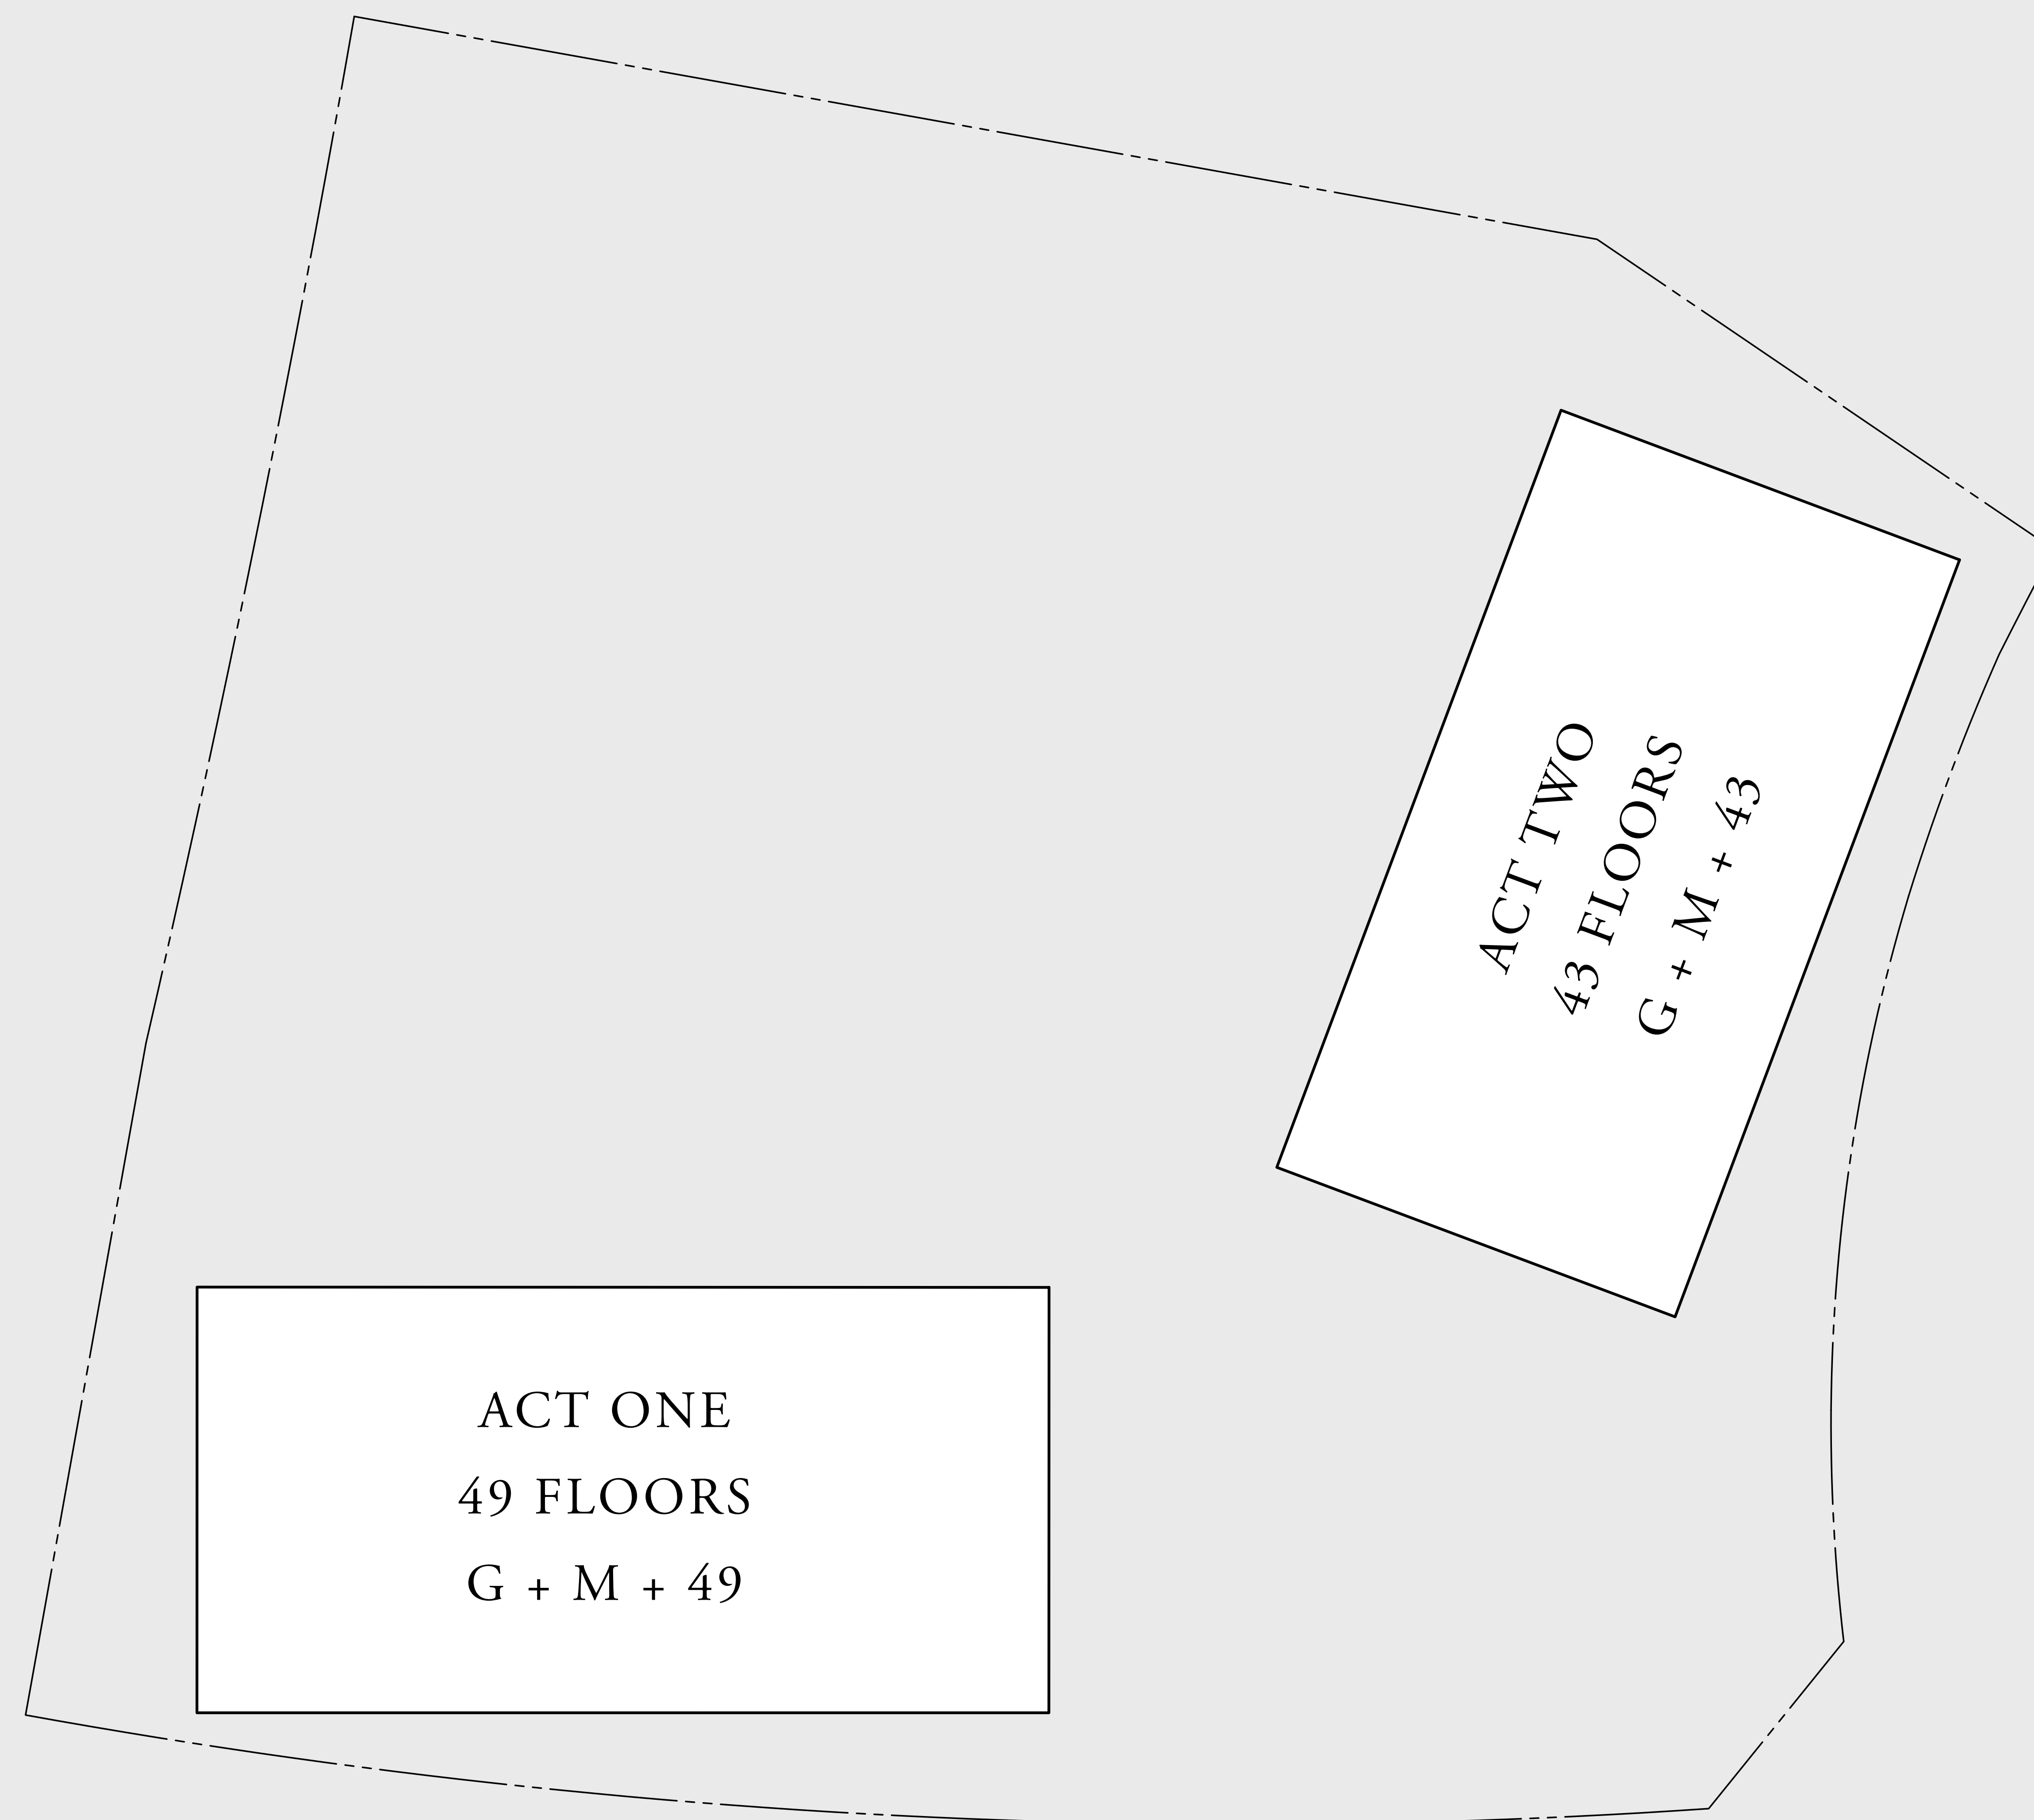 ACT TWO
43 FLOORS
G + M + 43
ACT ONE
49 FLOORS
G + M + 49